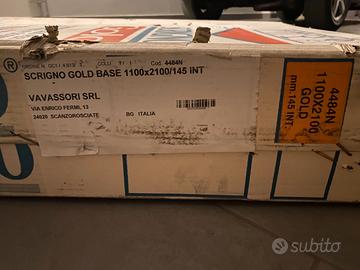 ®
Cod. 4484N
SCRIGNO GOLD BASE 1100x2100/145 INT
VAVASSORI SRL
VIA ENRICO FERMI, 13
24020 SCANZOROSCIATE
BG ITALIA
4484N
1100X2100
GOLD
mm.145 INT
subito